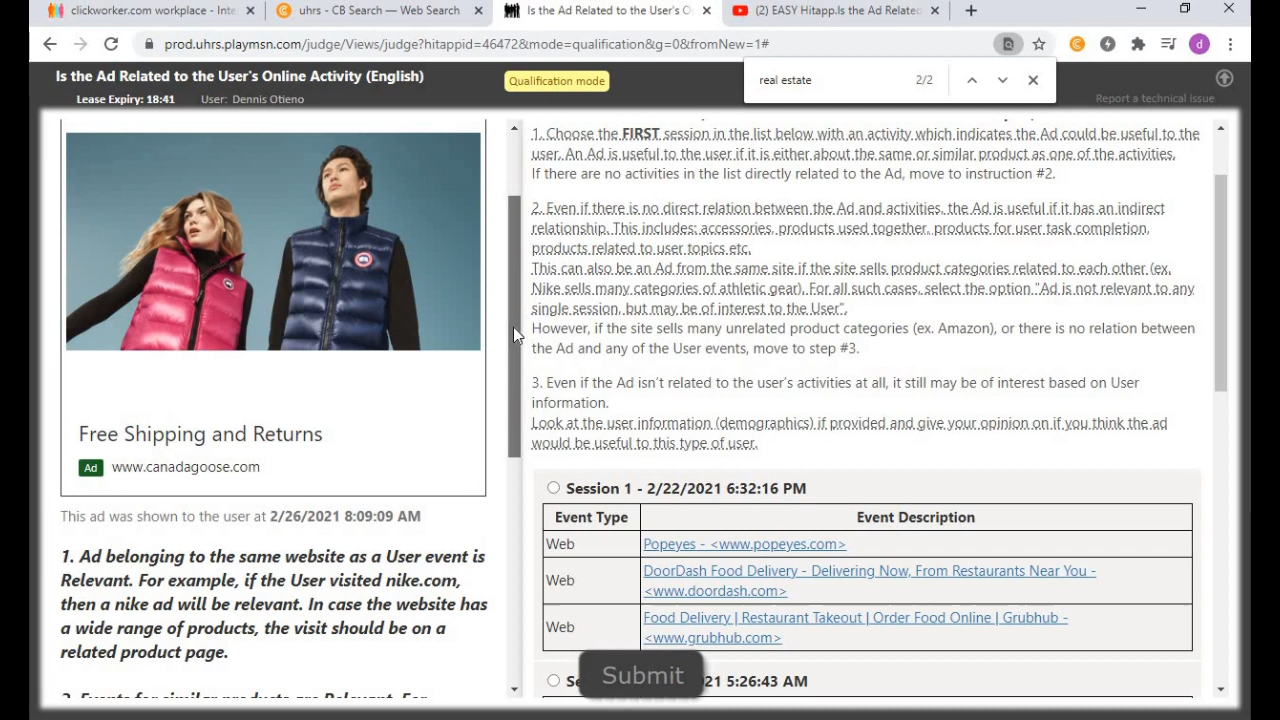 clickworker.com workplace - Inte
uhrs - CB Search — Web Search
Is the Ad Related to the User's O
(2) EASY Hitapp.Is the Ad Related
prod.uhrs.playmsn.com/judge/Views/judge?hitappid=46472&mode=qualification&g=0&fromNew=1#
d
Is the Ad Related to the User's Online Activity (English)
Qualification mode
real estate 2/2
Lease Expiry: 18:41 User: Dennis Otieno
Report a technical issue
1. Choose the FIRST session in the list below with an activity which indicates the Ad could be useful to the
user. An Ad is useful to the user if it is either about the same or similar product as one of the activities.
If there are no activities in the list directly related to the Ad, move to instruction #2.
2. Even if there is no direct relation between the Ad and activities, the Ad is useful if it has an indirect
relationship. This includes: accessories, products used together, products for user task completion,
products related to user topics etc.
This can also be an Ad from the same site if the site sells product categories related to each other (ex.
Nike sells many categories of athletic gear). For all such cases, select the option "Ad is not relevant to any
single session, but may be of interest to the User".
However, if the site sells many unrelated product categories (ex. Amazon), or there is no relation between
the Ad and any of the User events, move to step #3.
3. Even if the Ad isn't related to the user's activities at all, it still may be of interest based on User
information.
Look at the user information (demographics) if provided and give your opinion on if you think the ad
would be useful to this type of user.
Free Shipping and Returns
Ad www.canadagoose.com
This ad was shown to the user at 2/26/2021 8:09:09 AM
1. Ad belonging to the same website as a User event is
Relevant. For example, if the User visited nike.com,
then a nike ad will be relevant. In case the website has
a wide range of products, the visit should be on a
related product page.
Session 1 - 2/22/2021 6:32:16 PM
Event Type Event Description
Web Popeyes - <www.popeyes.com>
Web DoorDash Food Delivery - Delivering Now, From Restaurants Near You -
<www.doordash.com>
Web Food Delivery | Restaurant Takeout | Order Food Online | Grubhub -
<www.grubhub.com>
Submit
2. Events for similar products are Relevant. For
Se 021 5:26:43 AM